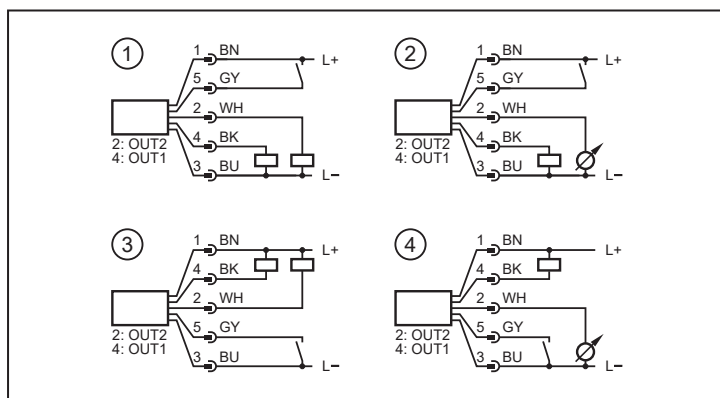 1
1 BN
L+
5 GY
2 WH
4 BK
3 BU
L–
2: OUT2
4: OUT1
2
1 BN
L+
5 GY
2 WH
4 BK
3 BU
L–
2: OUT2
4: OUT1
3
1 BN
L+
4 BK
2 WH
5 GY
3 BU
L–
2: OUT2
4: OUT1
4
1 BN
L+
4 BK
2 WH
5 GY
3 BU
L–
2: OUT2
4: OUT1